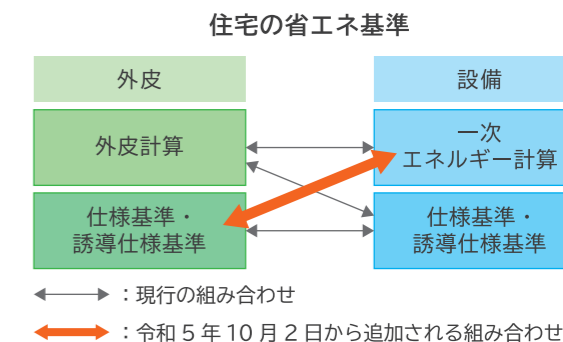 住宅の省エネ基準
外皮
設備
外皮計算
一次
エネルギー計算
仕様基準・
誘導仕様基準
仕様基準・
誘導仕様基準
：現行の組み合わせ
：令和5年10月2日から追加される組み合わせ